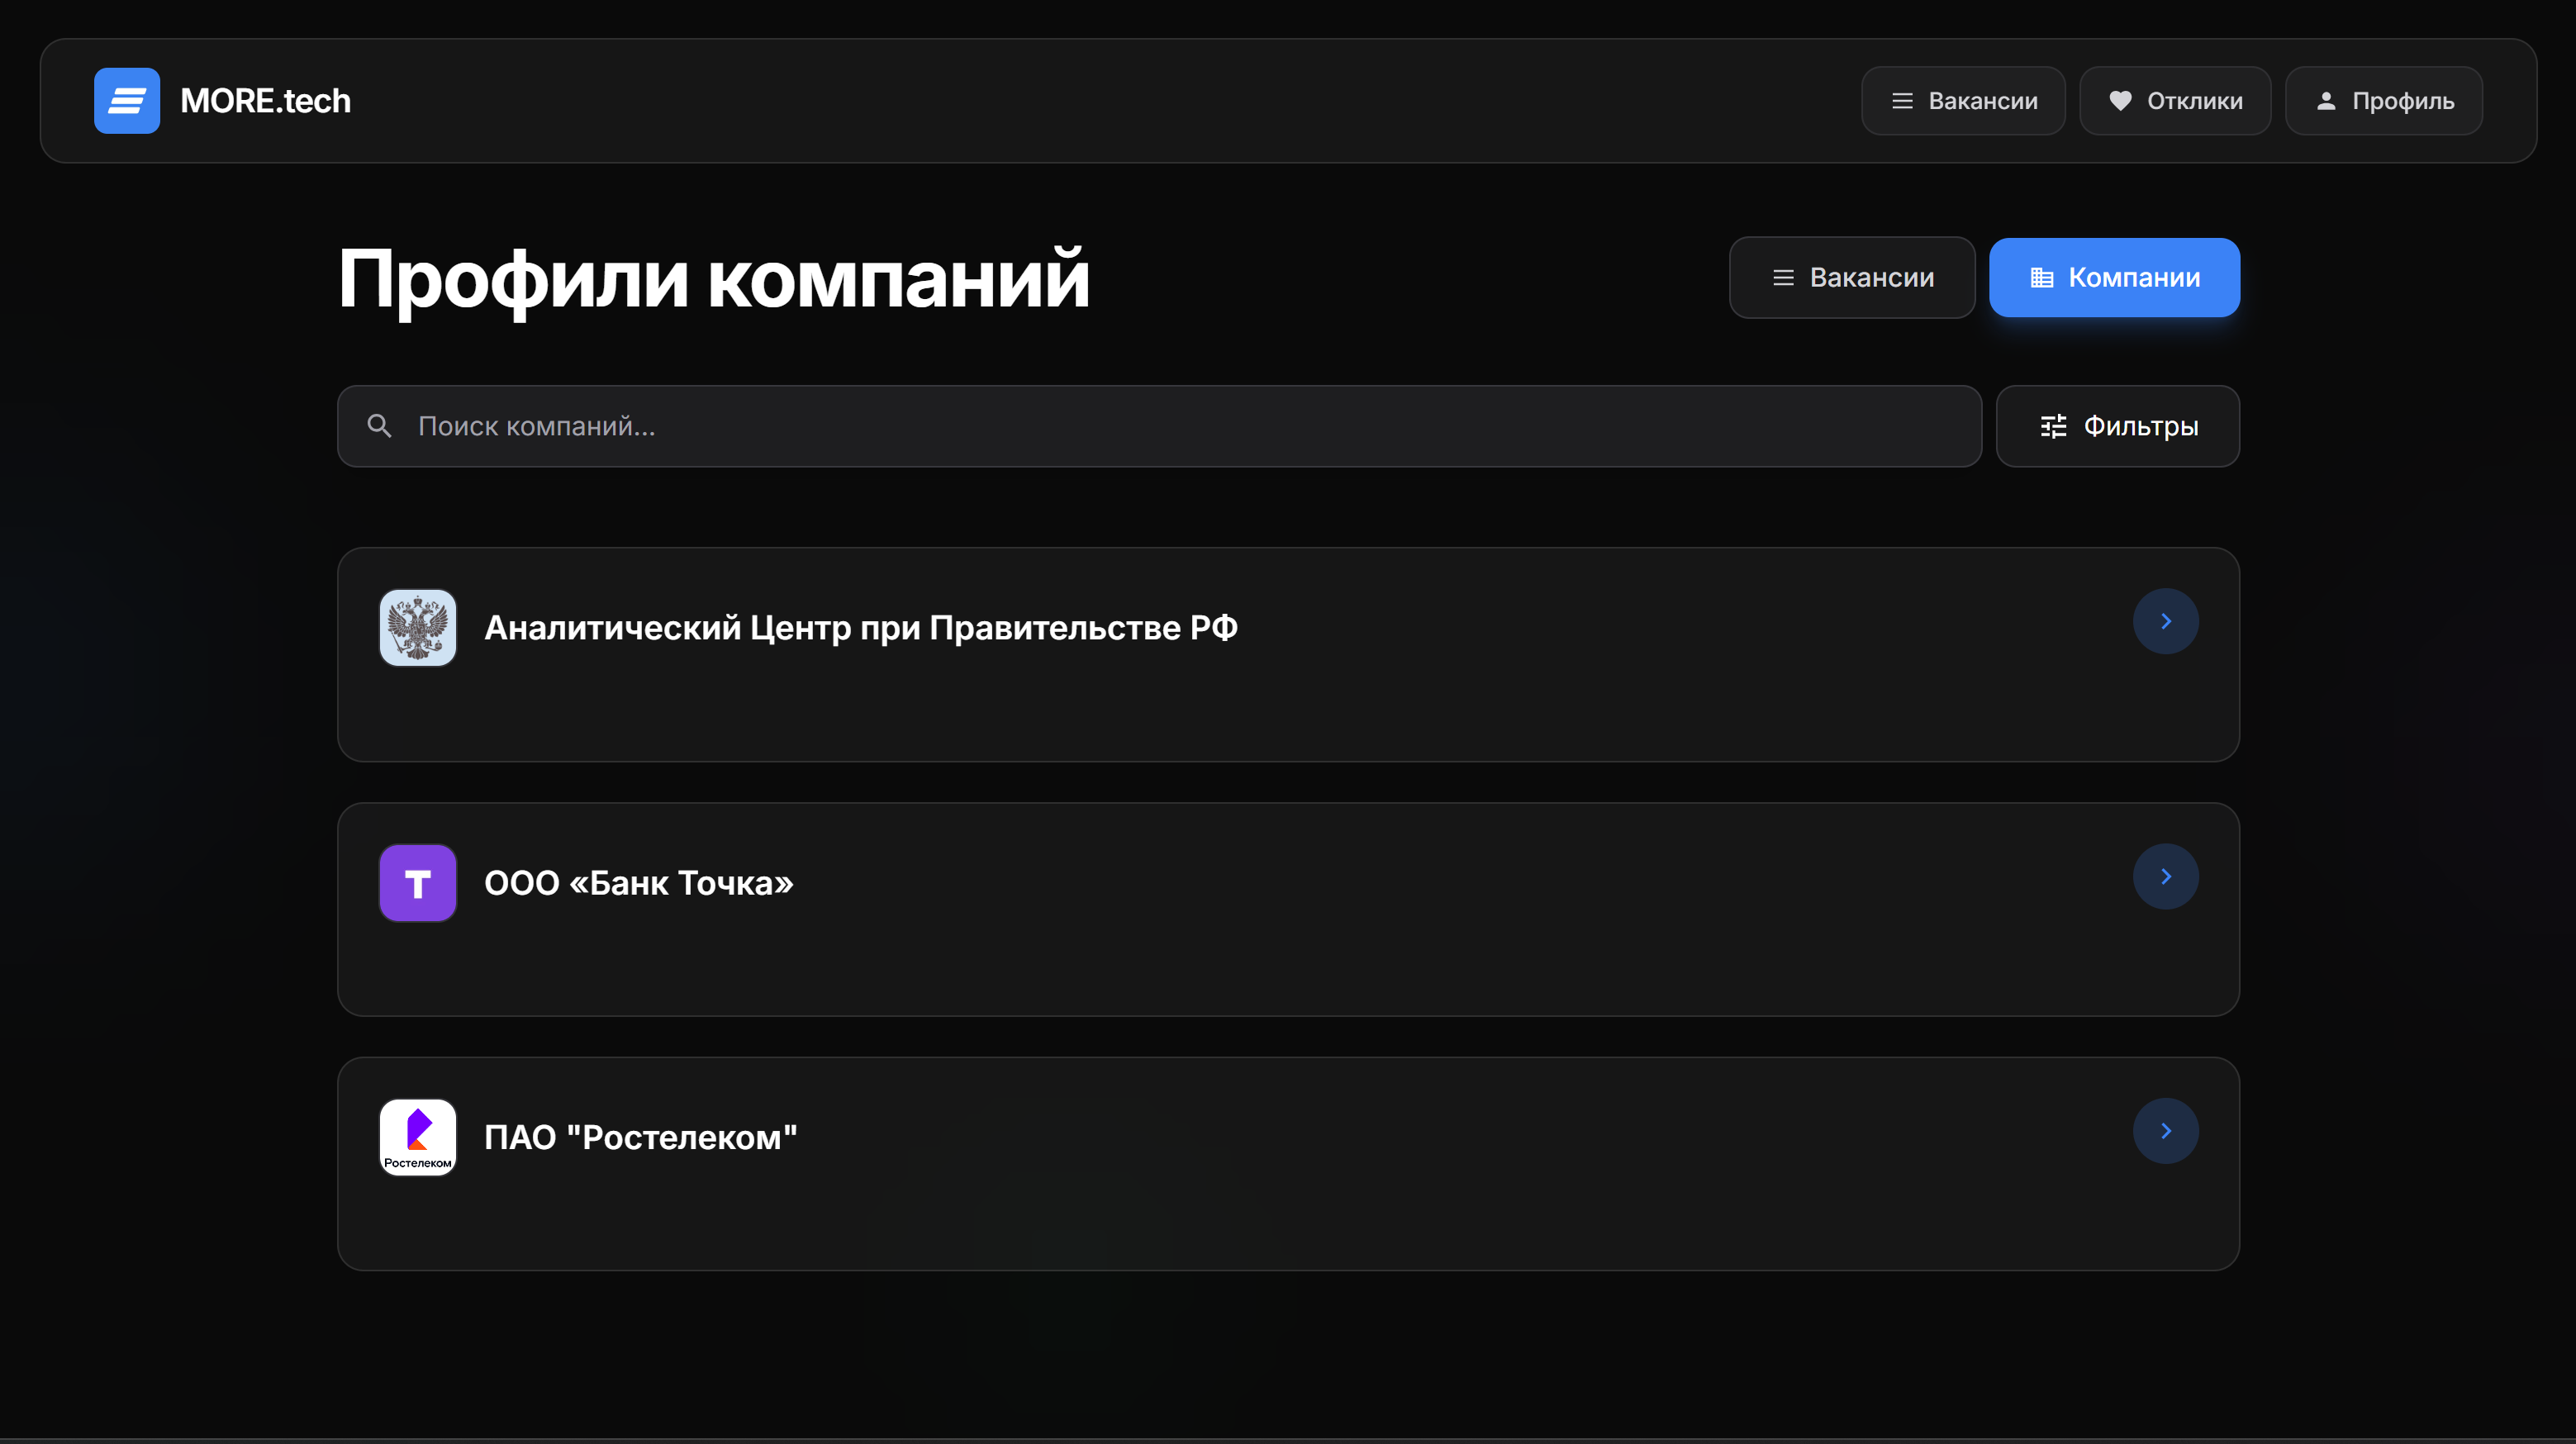 MORE.tech
Вакансии
Отклики
Профиль
Профили компаний
Вакансии
Компании
Поиск компаний...
Фильтры
Аналитический Центр при Правительстве РФ
Т
ООО «Банк Точка»
Ростелеком
ПАО "Ростелеком"